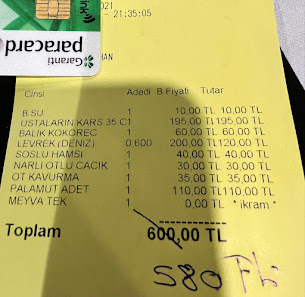 Garanti
paracard
2021
- 21:35:05
HAN
Cinsi Adedi B.Fiyatı Tutar
B.SU 1 10,00 TL 10,00 TL
USTALARIN KARS 35 C1 195,00 TL195,00 TL
BALIK KOKOREC 1 60,00 TL 60,00 TL
LEVREK (DENIZ) 0,600 200,00 TL120,00 TL
SOSLU HAMSI 1 40,00 TL 40,00 TL
NARLI OTLU CACIK 1 30,00 TL 30,00 TL
OT KAVURMA 1 35,00 TL 35,00 TL
PALAMUT ADET 1 110,00 TL110,00 TL
MEYVA TEK 1 0,00 TL * ikram *
Toplam 600,00 TL
580